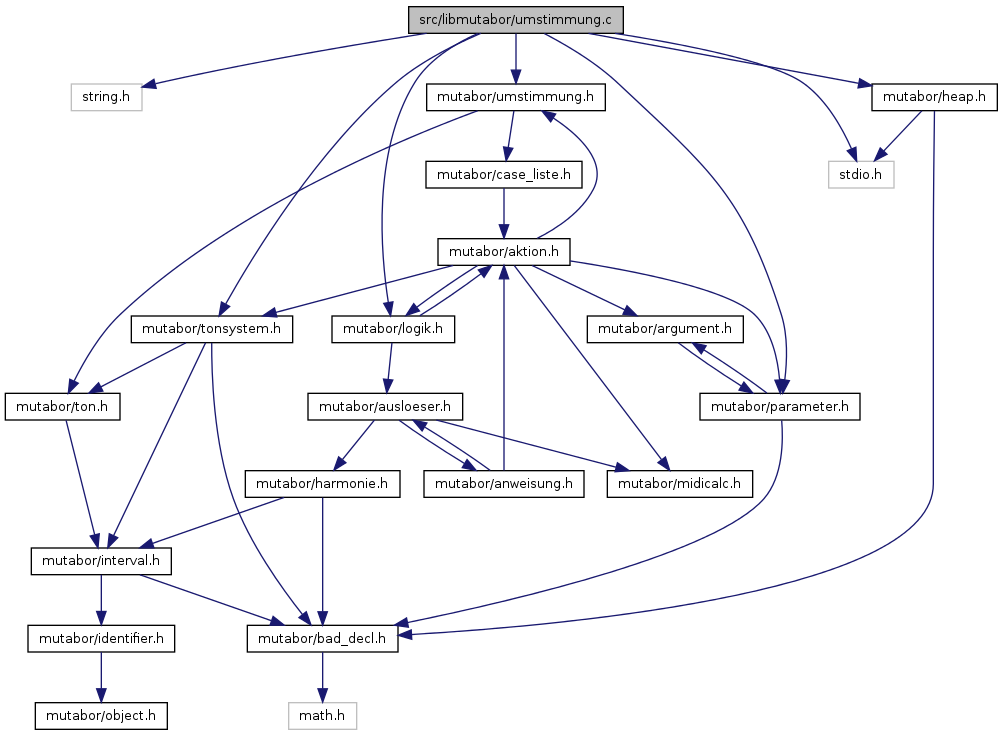 src/libmutabor/umstimmung.c
string.h
mutabor/umstimmung.h
mutabor/heap.h
mutabor/case_liste.h
stdio.h
mutabor/aktion.h
mutabor/tonsystem.h
mutabor/logik.h
mutabor/argument.h
mutabor/ton.h
mutabor/ausloeser.h
mutabor/parameter.h
mutabor/harmonie.h
mutabor/anweisung.h
mutabor/midicalc.h
mutabor/interval.h
mutabor/identifier.h
mutabor/bad_decl.h
mutabor/object.h
math.h